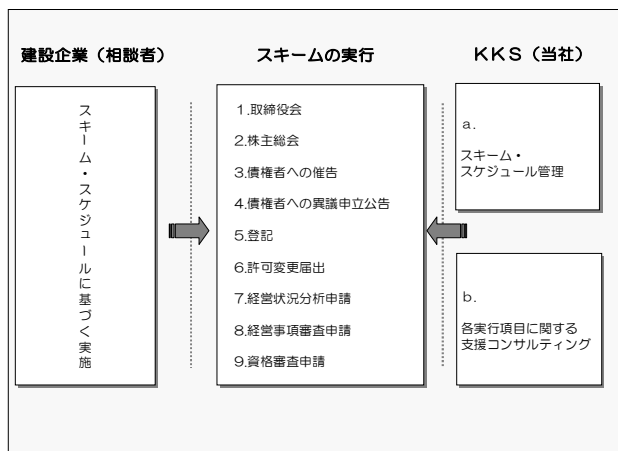 建設企業（相談者）
スキーム・スケジュールに基づく実施
スキームの実行
１.取締役会
２.株主総会
３.債権者への催告
４.債権者への異議申立公告
５.登記
６.許可変更届出
７.経営状況分析申請
８.経営事項審査申請
９.資格審査申請
ＫＫＳ（当社）
ａ.
スキーム・
スケジュール管理
ｂ.
各実行項目に関する
支援コンサルティング